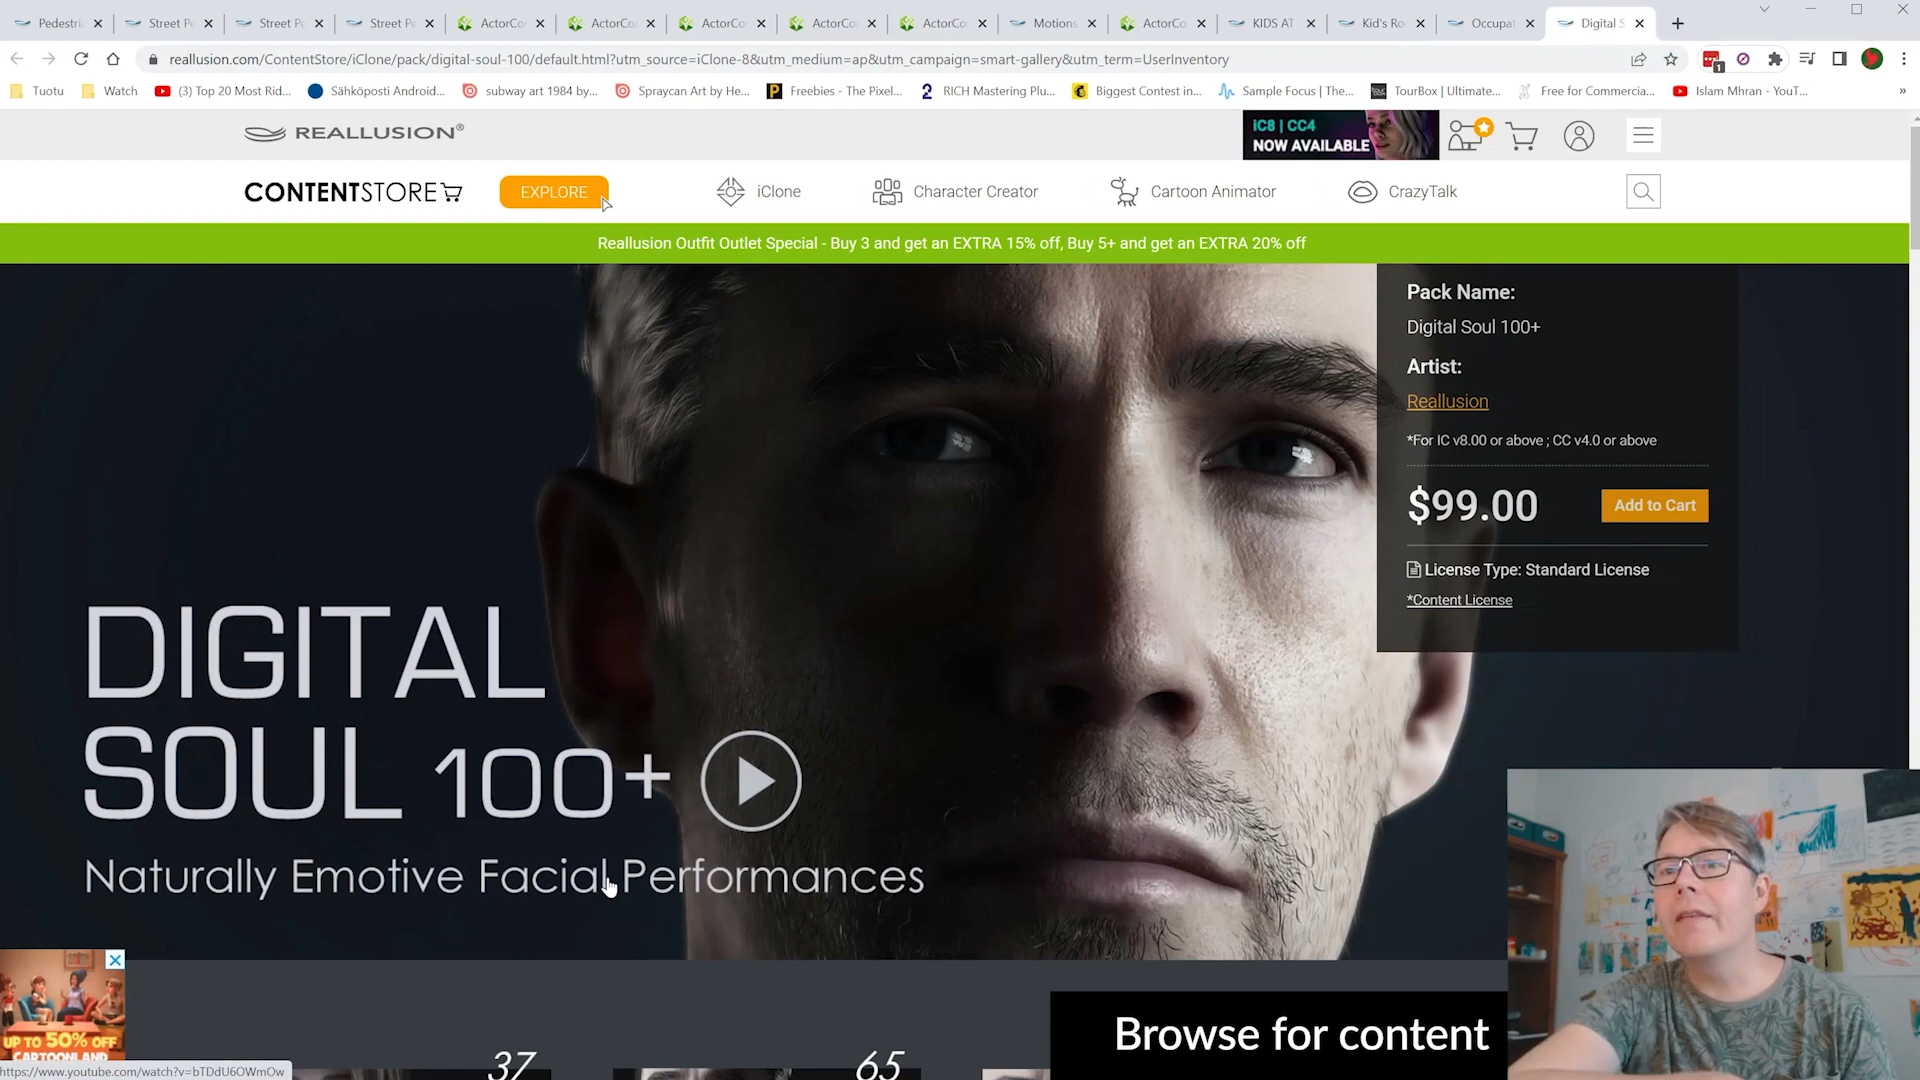 Pedestri
Street Pe
Street Pe
Street Pe
ActorCo
ActorCo
ActorCo
ActorCo
ActorCo
Motions
ActorCo
KIDS AT
Kid's Ro
Occupat
Digital S
reallusion.com/ContentStore/iClone/pack/digital-soul-100/default.html?utm_source=iClone-8&utm_medium=ap&utm_campaign=smart-gallery&utm_term=UserInventory
1
Tuotu
Watch
(3) Top 20 Most Rid...
Sähköposti Android...
subway art 1984 by...
Spraycan Art by He...
Freebies - The Pixel...
RICH Mastering Plu...
Biggest Contest in...
Sample Focus | The...
TourBox | Ultimate...
Free for Commercia...
Islam Mhran - YouT...
REALLUSION®
iC8 | CC4
NOW AVAILABLE
CONTENTSTORE
EXPLORE
iClone
Character Creator
Cartoon Animator
CrazyTalk
Reallusion Outfit Outlet Special - Buy 3 and get an EXTRA 15% off, Buy 5+ and get an EXTRA 20% off
Pack Name:
Digital Soul 100+
Artist:
Reallusion
*For IC v8.00 or above ; CC v4.0 or above
$99.00
Add to Cart
License Type: Standard License
*Content License
DIGITAL
SOUL 100+
Naturally Emotive Facial Performances
UP TO 50% OFF
CARTOONLAND
37
65
Browse for content
https://www.youtube.com/watch?v=bTDdU6OWmOw